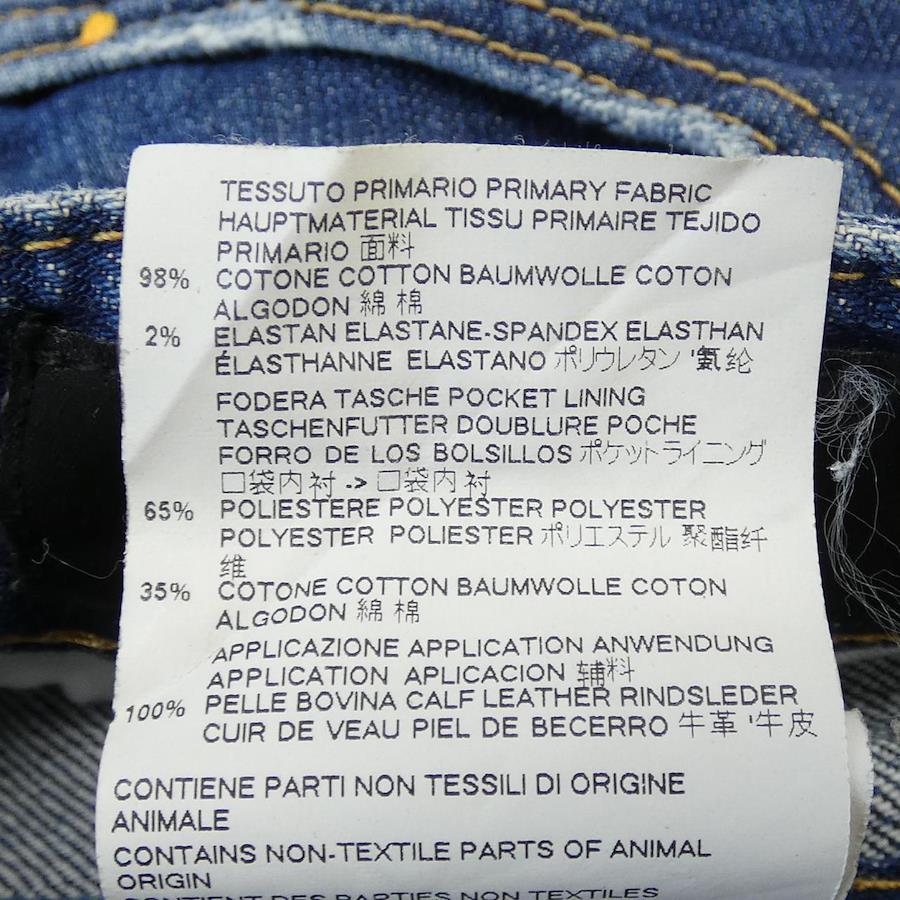 TESSUTO PRIMARIO PRIMARY FABRIC
HAUPTMATERIAL TISSU PRIMAIRE TEJIDO
PRIMARIO 面料
98% COTONE COTTON BAUMWOLLE COTON
ALGODON 綿 棉
2% ELASTAN ELASTANE-SPANDEX ELASTHAN
ÉLASTHANNE ELASTANO ポリウレタン '氨纶
FODERA TASCHE POCKET LINING
TASCHENFUTTER DOUBLURE POCHE
FORRO DE LOS BOLSILLOS ポケットライニング
口袋内衬 -> 口袋内衬
65% POLIESTERE POLYESTER POLYESTER
POLYESTER POLIESTER ポリエステル 聚酯纤
维
35% COTONE COTTON BAUMWOLLE COTON
ALGODON 綿 棉
APPLICAZIONE APPLICATION ANWENDUNG
APPLICATION APLICACION 辅料
100% PELLE BOVINA CALF LEATHER RINDSLEDER
CUIR DE VEAU PIEL DE BECERRO 牛革 '牛皮
CONTIENE PARTI NON TESSILI DI ORIGINE
ANIMALE
CONTAINS NON-TEXTILE PARTS OF ANIMAL
ORIGIN
CONTIENT DES PARTIES NON TEXTILES